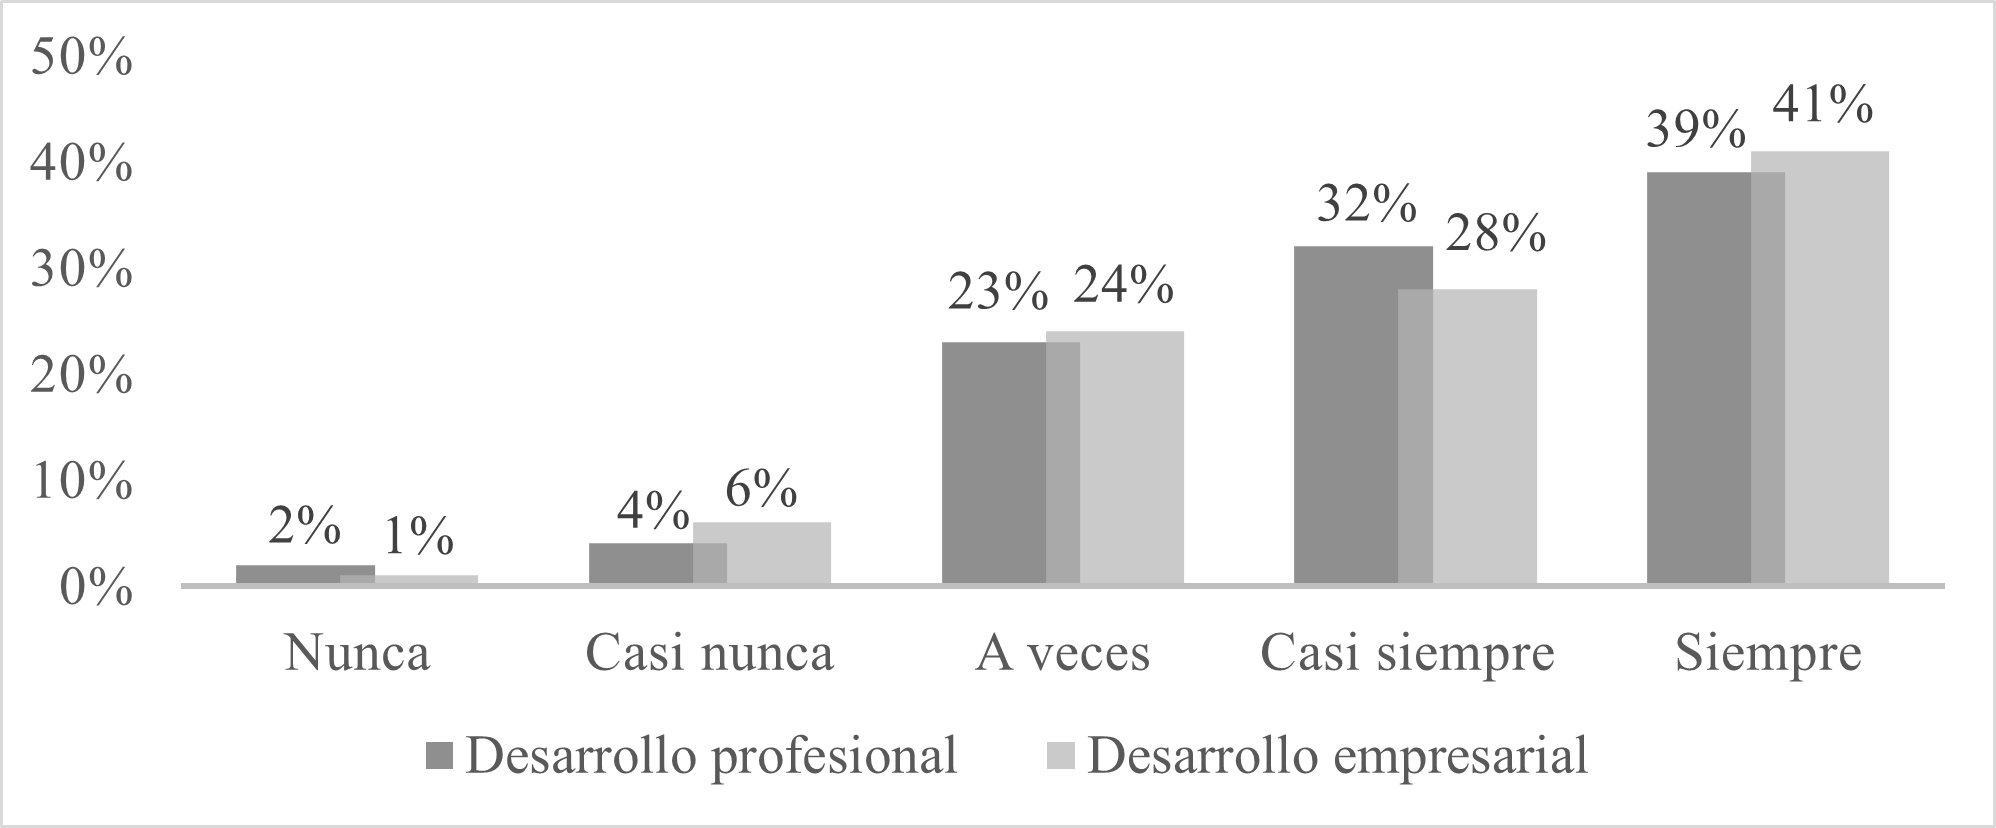 50%
40%
30%
20%
10%
0%
2%
1%
4%
6%
23%
24%
32%
28%
39%
41%
Nunca
Casi nunca
A veces
Casi siempre
Siempre
Desarrollo profesional
Desarrollo empresarial